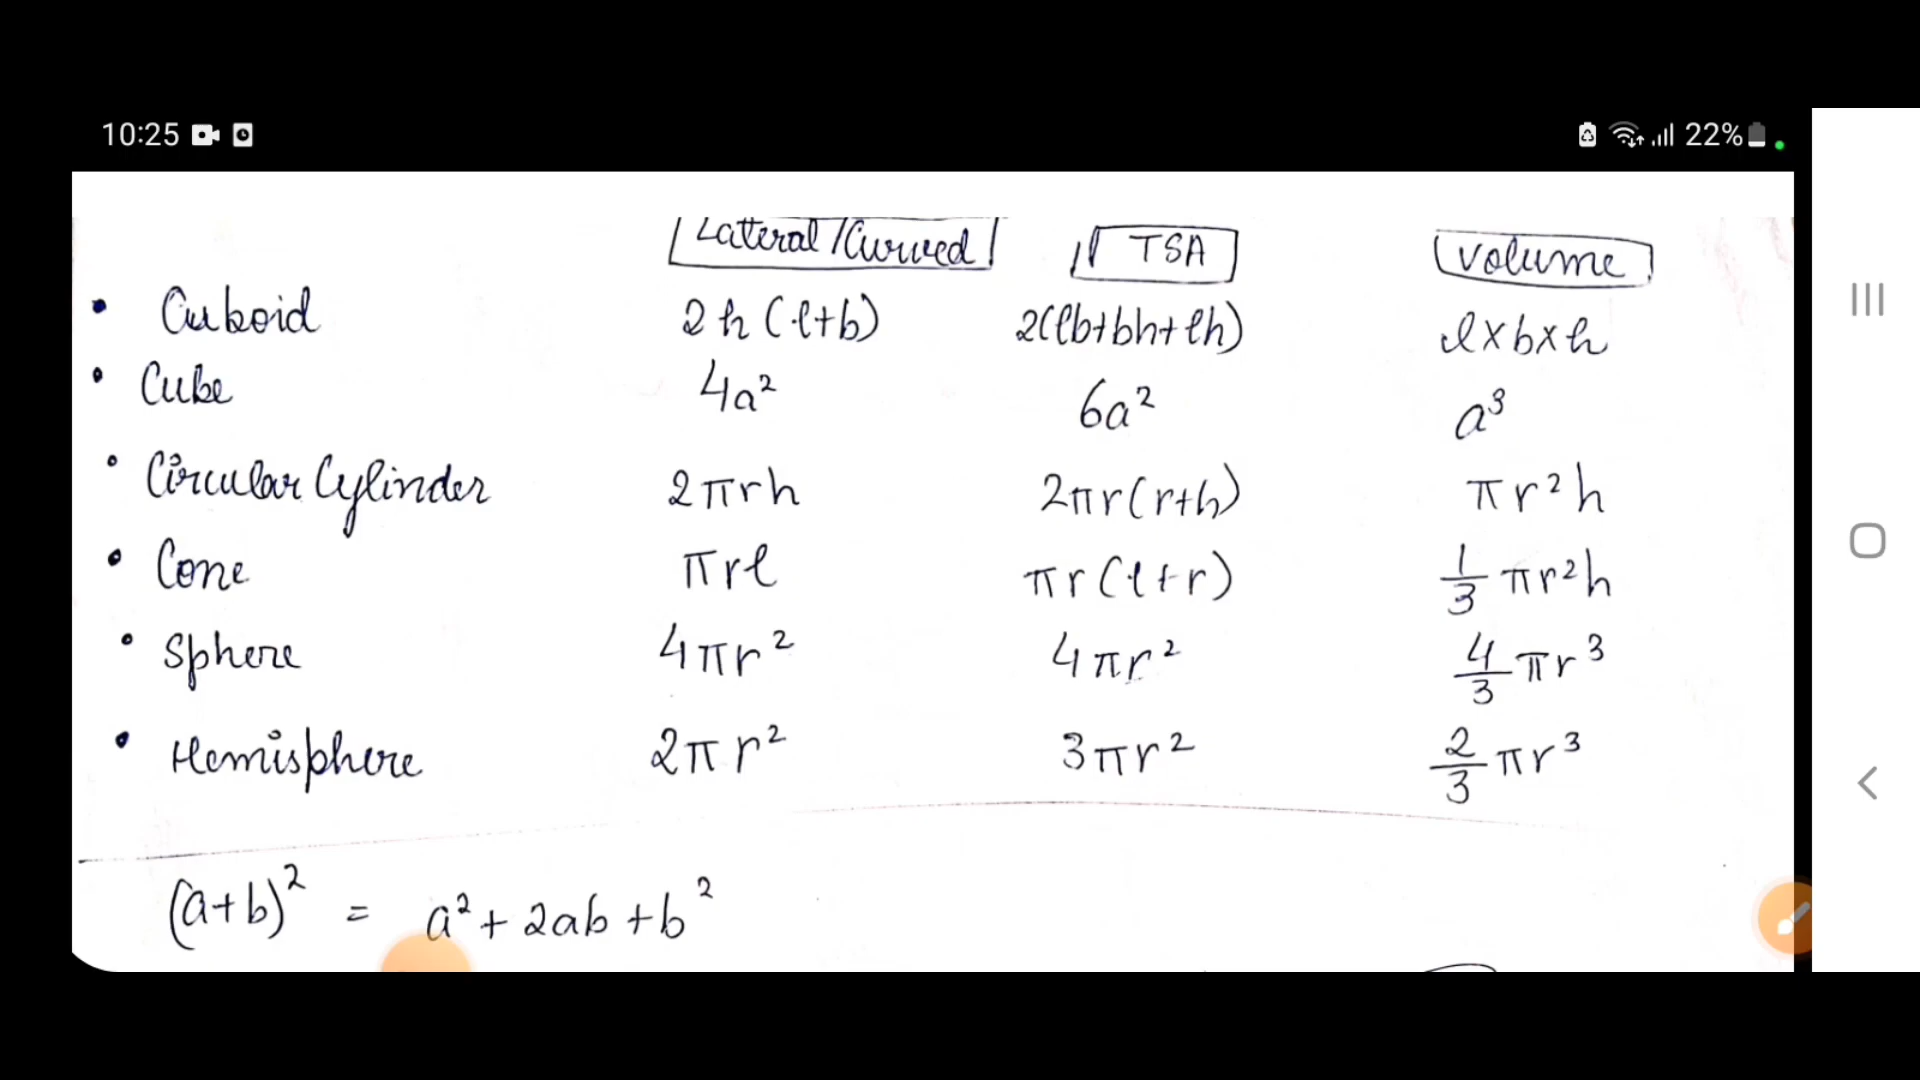 10:25 22%
Lateral/Curved TSA Volume
• Cuboid 2h(l+b) 2(lb+bh+lh) l×b×h
• Cube 4a² 6a² a³
• Circular Cylinder 2πrh 2πr(r+h) πr²h
• Cone πrl πr(l+r) 1/3 πr²h
• Sphere 4πr² 4πr² 4/3 πr³
• Hemisphere 2πr² 3πr² 2/3 πr³
(a+b)² = a² + 2ab + b²